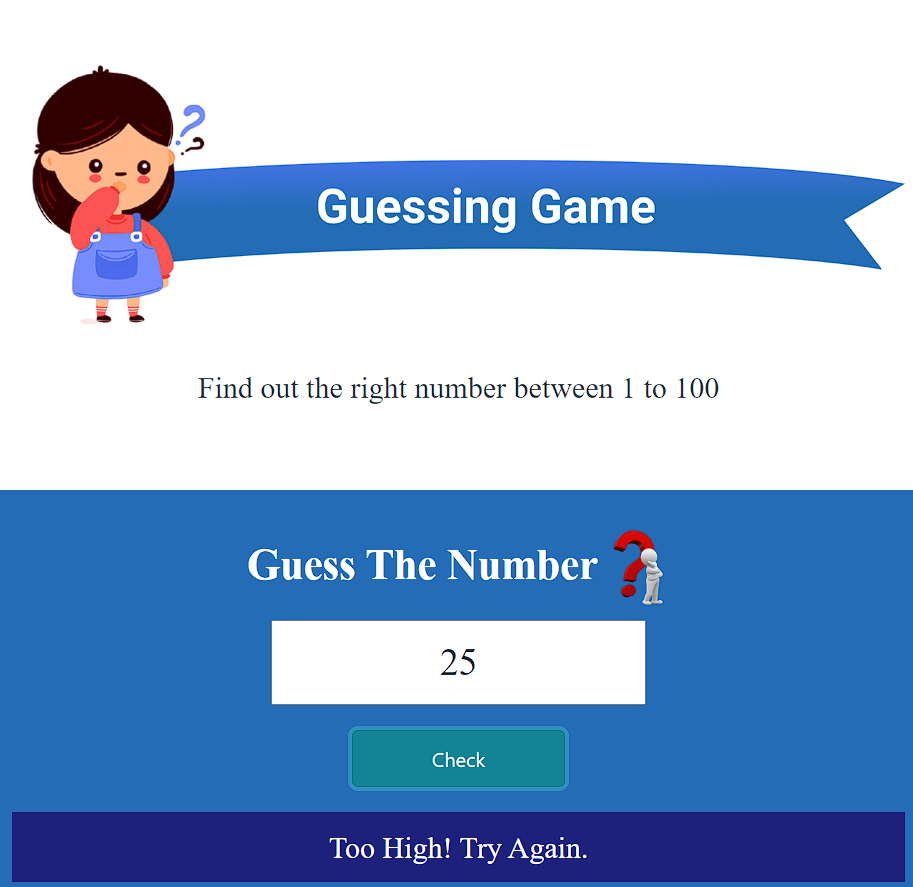 Guessing Game
Find out the right number between 1 to 100
Guess The Number
25
Check
Too High! Try Again.